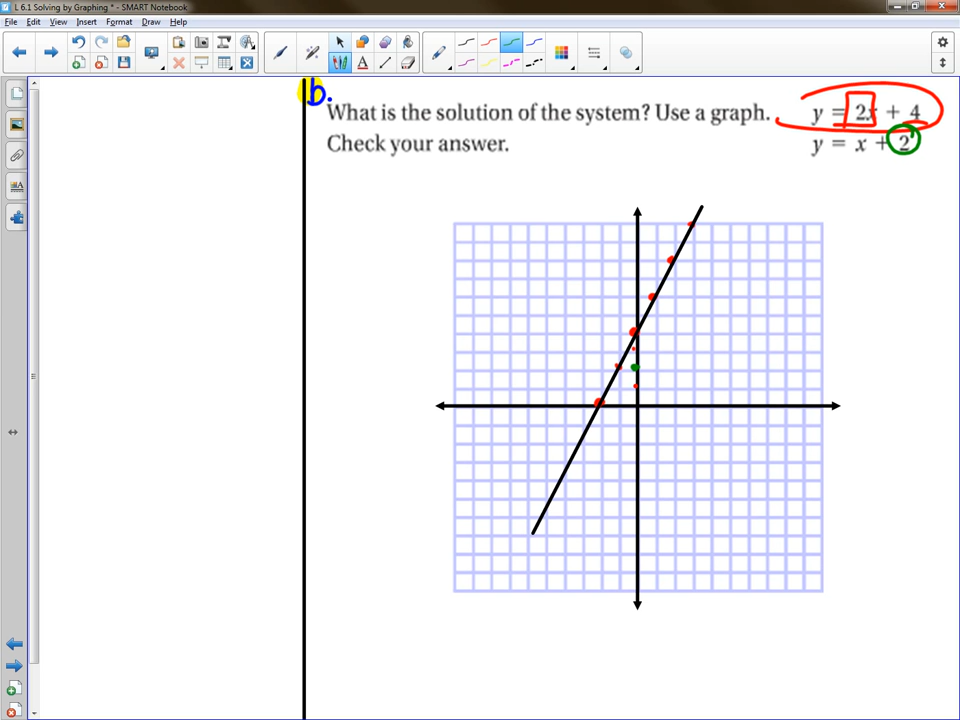 L 6.1 Solving by Graphing * - SMART Notebook
File Edit View Insert Format Draw Help
b.
What is the solution of the system? Use a graph. y = 2x + 4
Check your answer. y = x + 2